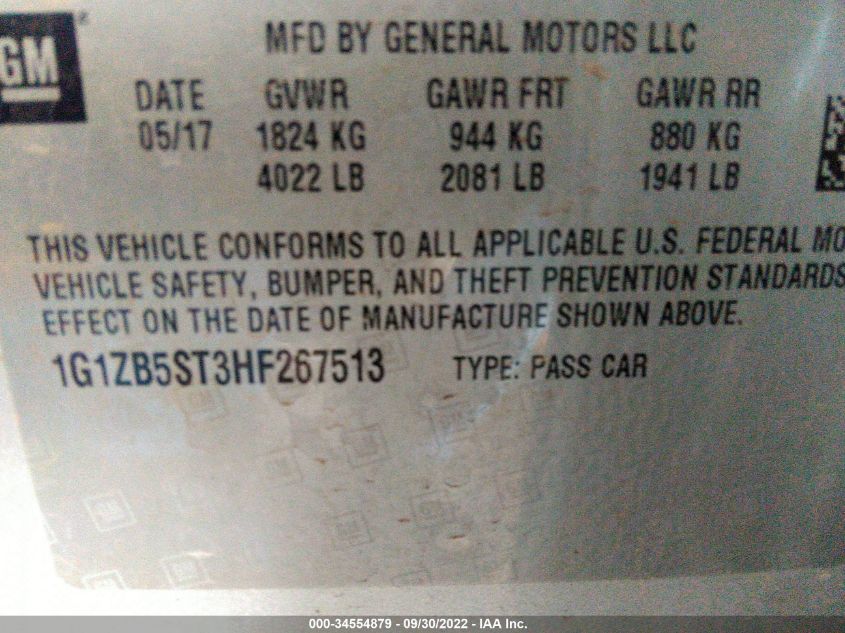 GM
MFD BY GENERAL MOTORS LLC
DATE GVWR GAWR FRT GAWR RR
05/17 1824 KG 944 KG 880 KG
4022 LB 2081 LB 1941 LB
THIS VEHICLE CONFORMS TO ALL APPLICABLE U.S. FEDERAL MO
VEHICLE SAFETY, BUMPER, AND THEFT PREVENTION STANDARDS
EFFECT ON THE DATE OF MANUFACTURE SHOWN ABOVE.
1G1ZB5ST3HF267513 TYPE: PASS CAR
000-34554879 - 09/30/2022 - IAA Inc.